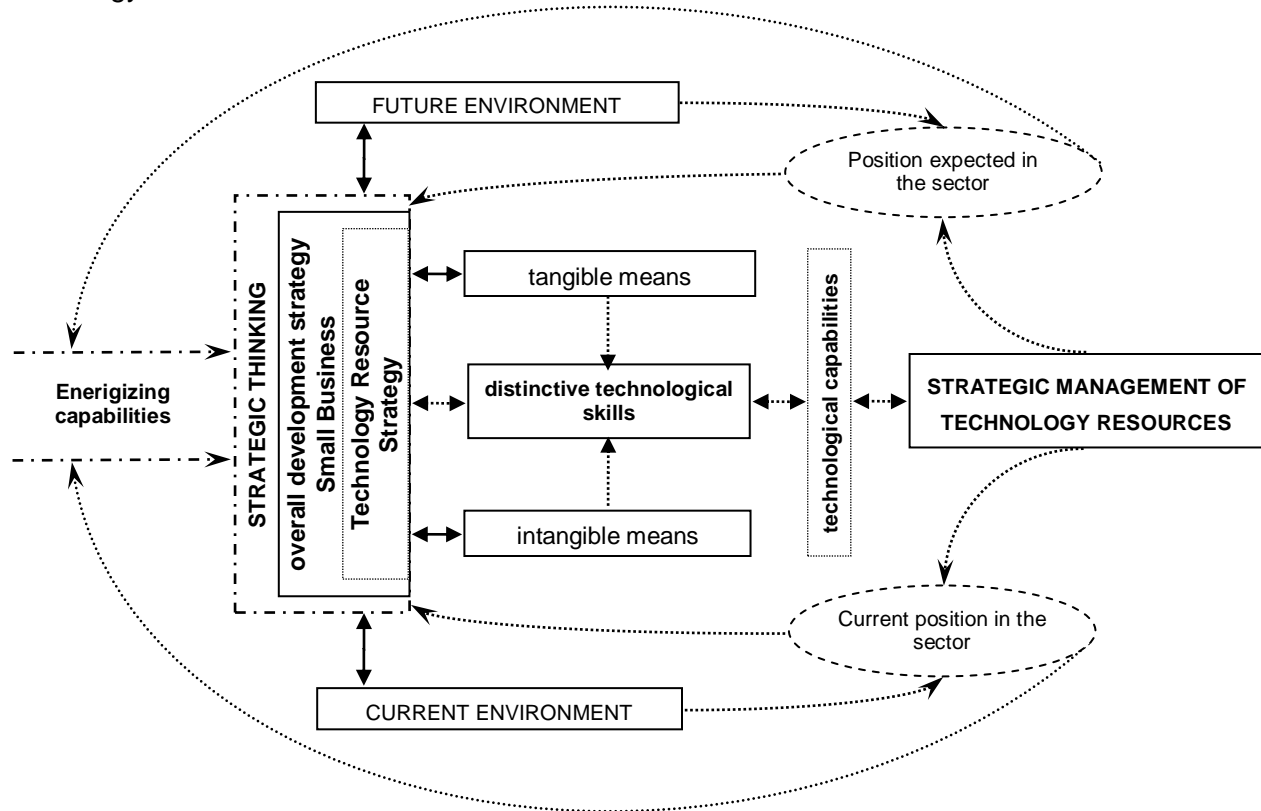 FUTURE ENVIRONMENT
Position expected in
the sector
STRATEGIC THINKING
overall development strategy
Small Business
Technology Resource
Strategy
tangible means
technological capabilities
Enerigizing
capabilities
distinctive technological
skills
STRATEGIC MANAGEMENT OF
TECHNOLOGY RESOURCES
intangible means
Current position in the
sector
CURRENT ENVIRONMENT